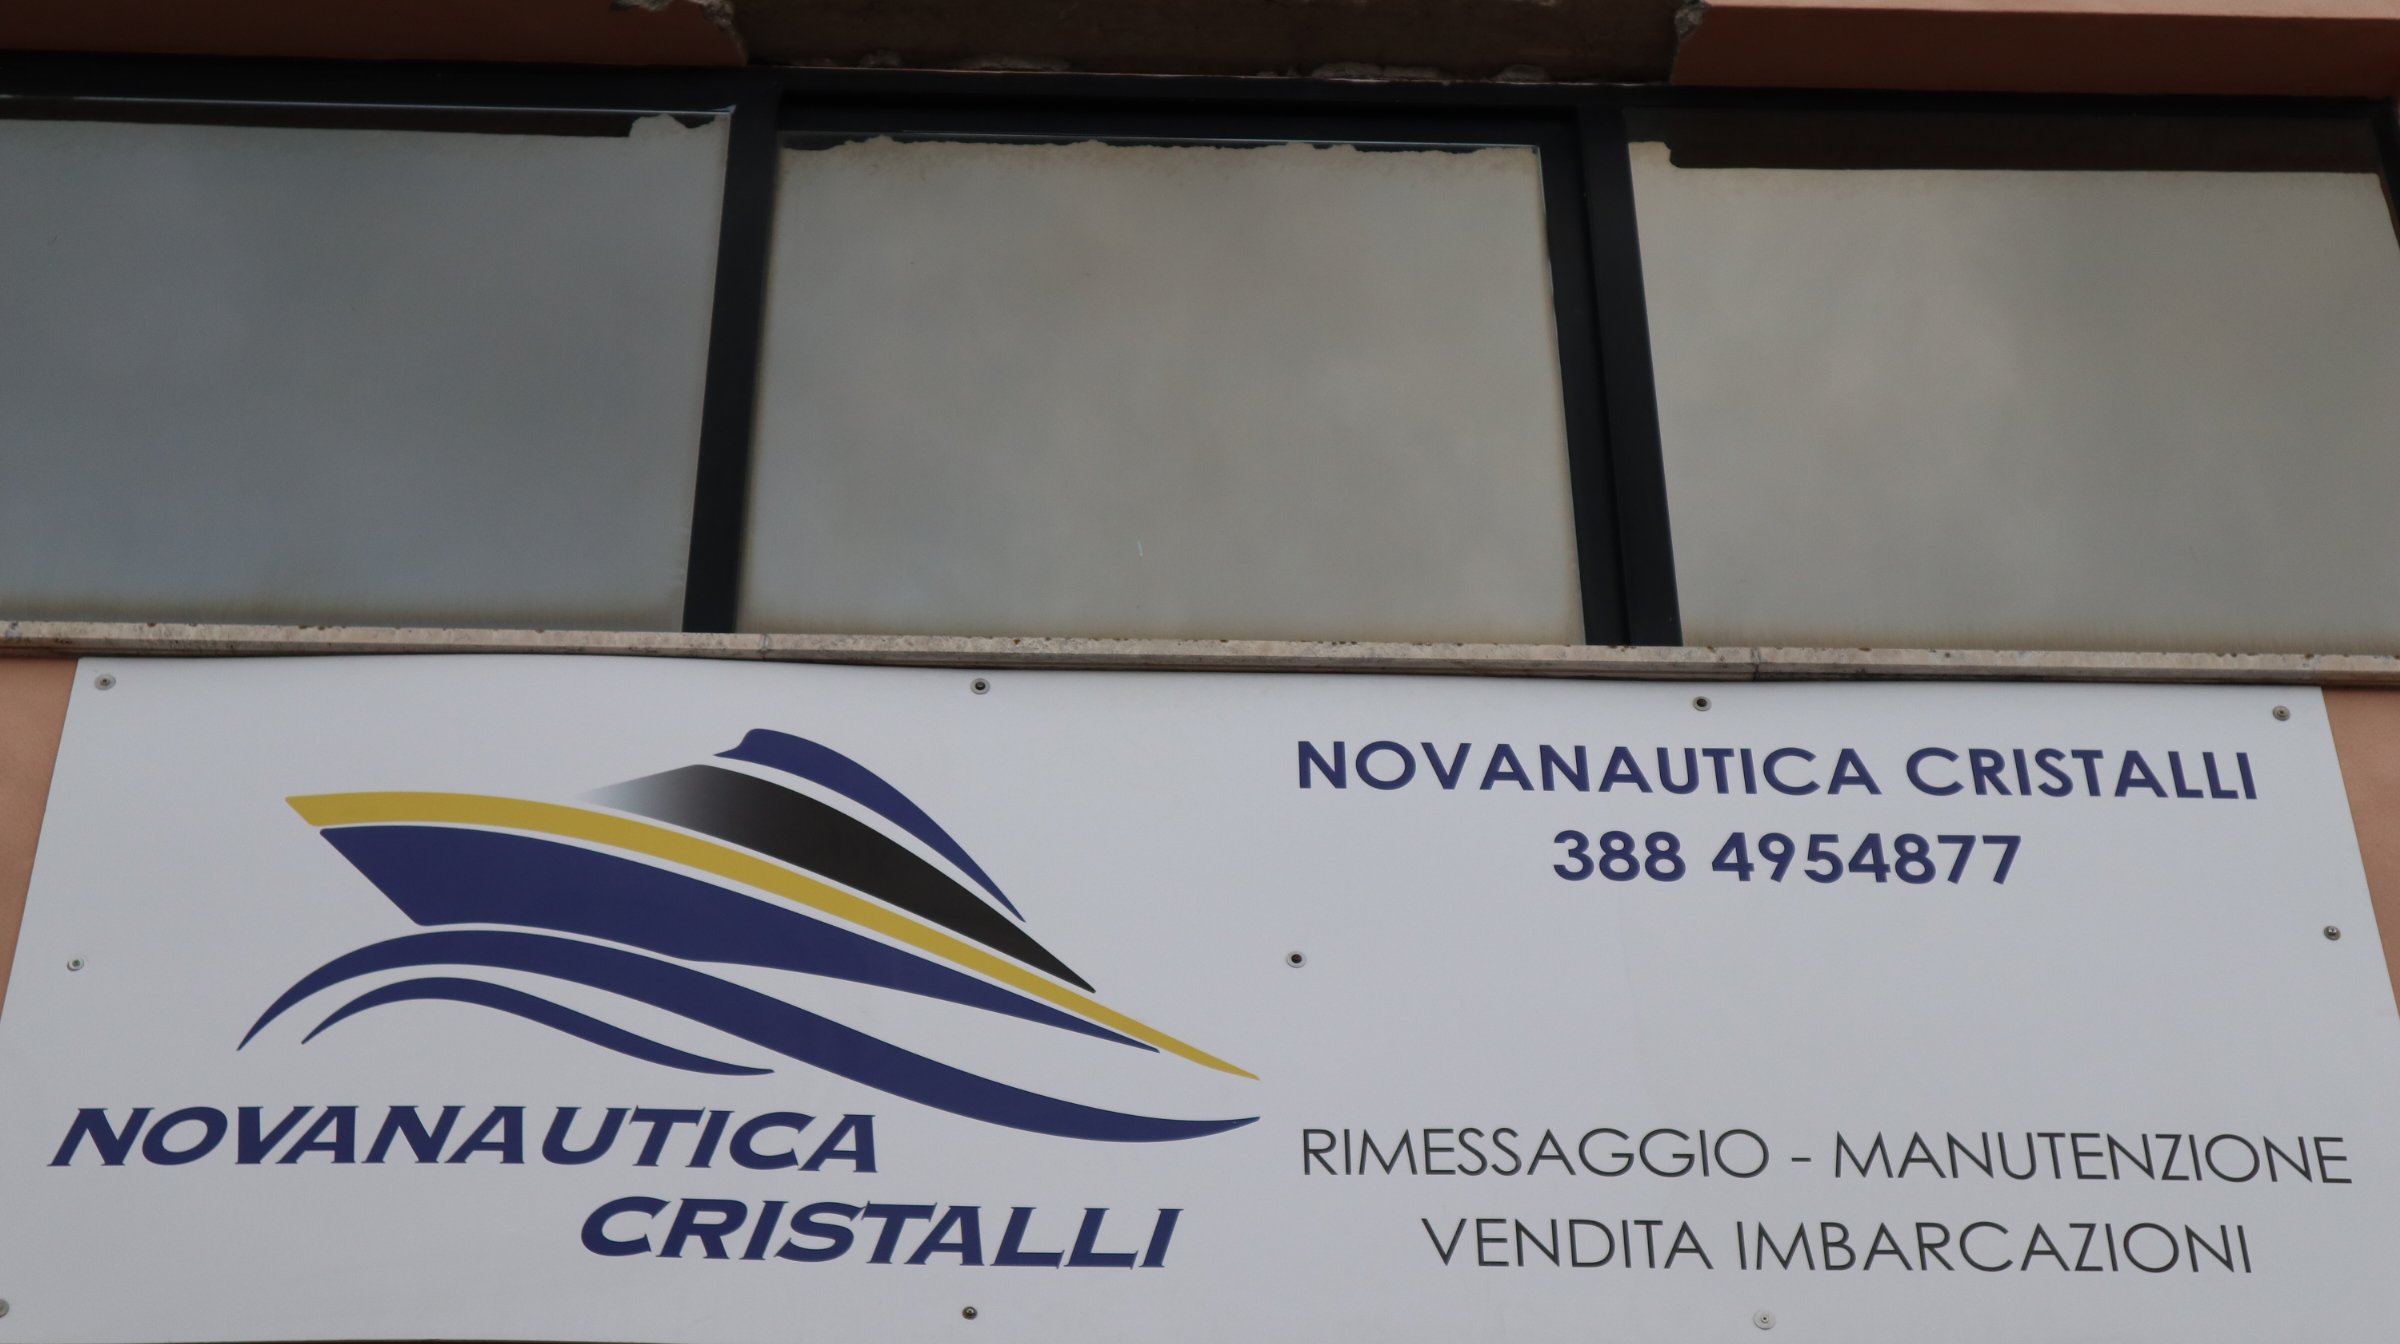 NOVANAUTICA
CRISTALLI
NOVANAUTICA CRISTALLI
388 4954877
RIMESSAGGIO - MANUTENZIONE
VENDITA IMBARCAZIONI